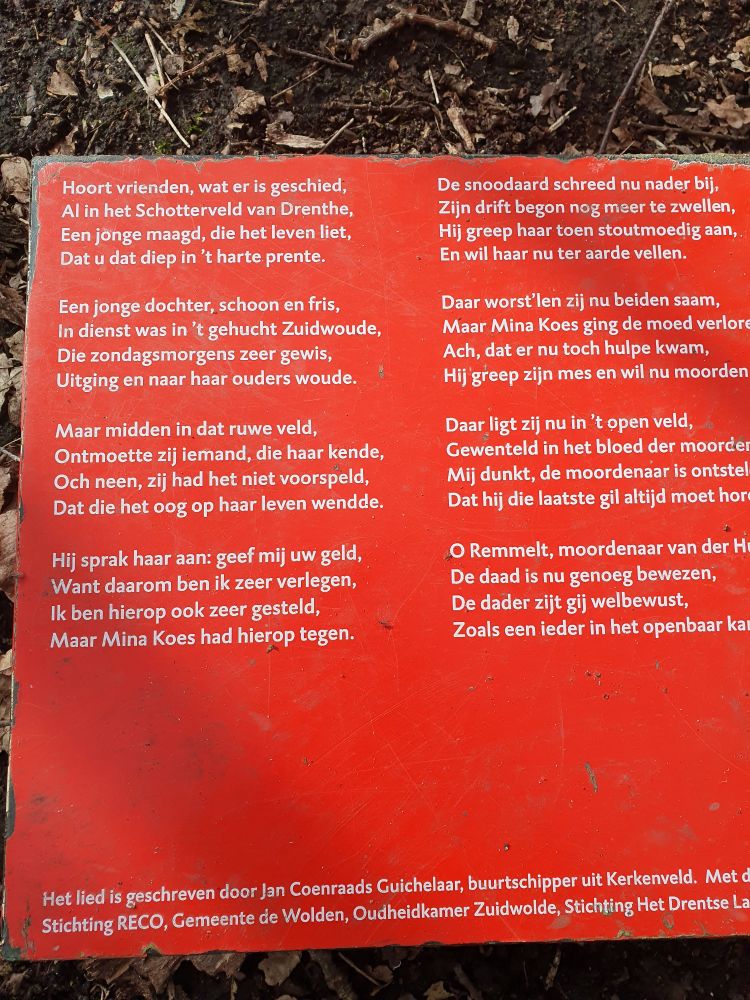 Hoort vrienden, wat er is geschied,
Al in het Schotterveld van Drenthe,
Een jonge maagd, die het leven liet,
Dat u dat diep in ’t harte prente.
Een jonge dochter, schoon en fris,
In dienst was in ’t gehucht Zuidwoude,
Die zondagsmorgens zeer gewis,
Uitging en naar haar ouders woude.
Maar midden in dat ruwe veld,
Ontmoette zij iemand, die haar kende,
Och neen, zij had het niet voorspeld,
Dat die het oog op haar leven wendde.
Hij sprak haar aan: geef mij uw geld,
Want daarom ben ik zeer verlegen,
Ik ben hierop ook zeer gesteld,
Maar Mina Koes had hierop tegen.
De snoodaard schreed nu nader bij,
Zijn drift begon nog meer te zwellen,
Hij greep haar toen stoutmoedig aan,
En wil haar nu ter aarde vellen.
Daar worst’len zij nu beiden saam,
Maar Mina Koes ging de moed
Ach, dat er nu toch hulpe kwam,
Hij greep zijn mes en wil nu moorden
Daar ligt zij nu in ’t open veld,
Gewenteld in het bloed der
Mij dunkt, de moordenaar is
Dat hij die laatste gil altijd moet
O Remmelt, moordenaar van der
De daad is nu genoeg bewezen,
De dader zijt gij welbewust,
Zoals een ieder in het openbaar
Het lied is geschreven door Jan Coenraads Guichelaar, buurtschipper uit Kerkenveld. Met
Stichting RECO, Gemeente de Wolden, Oudheidkamer Zuidwolde, Stichting Het Drentse